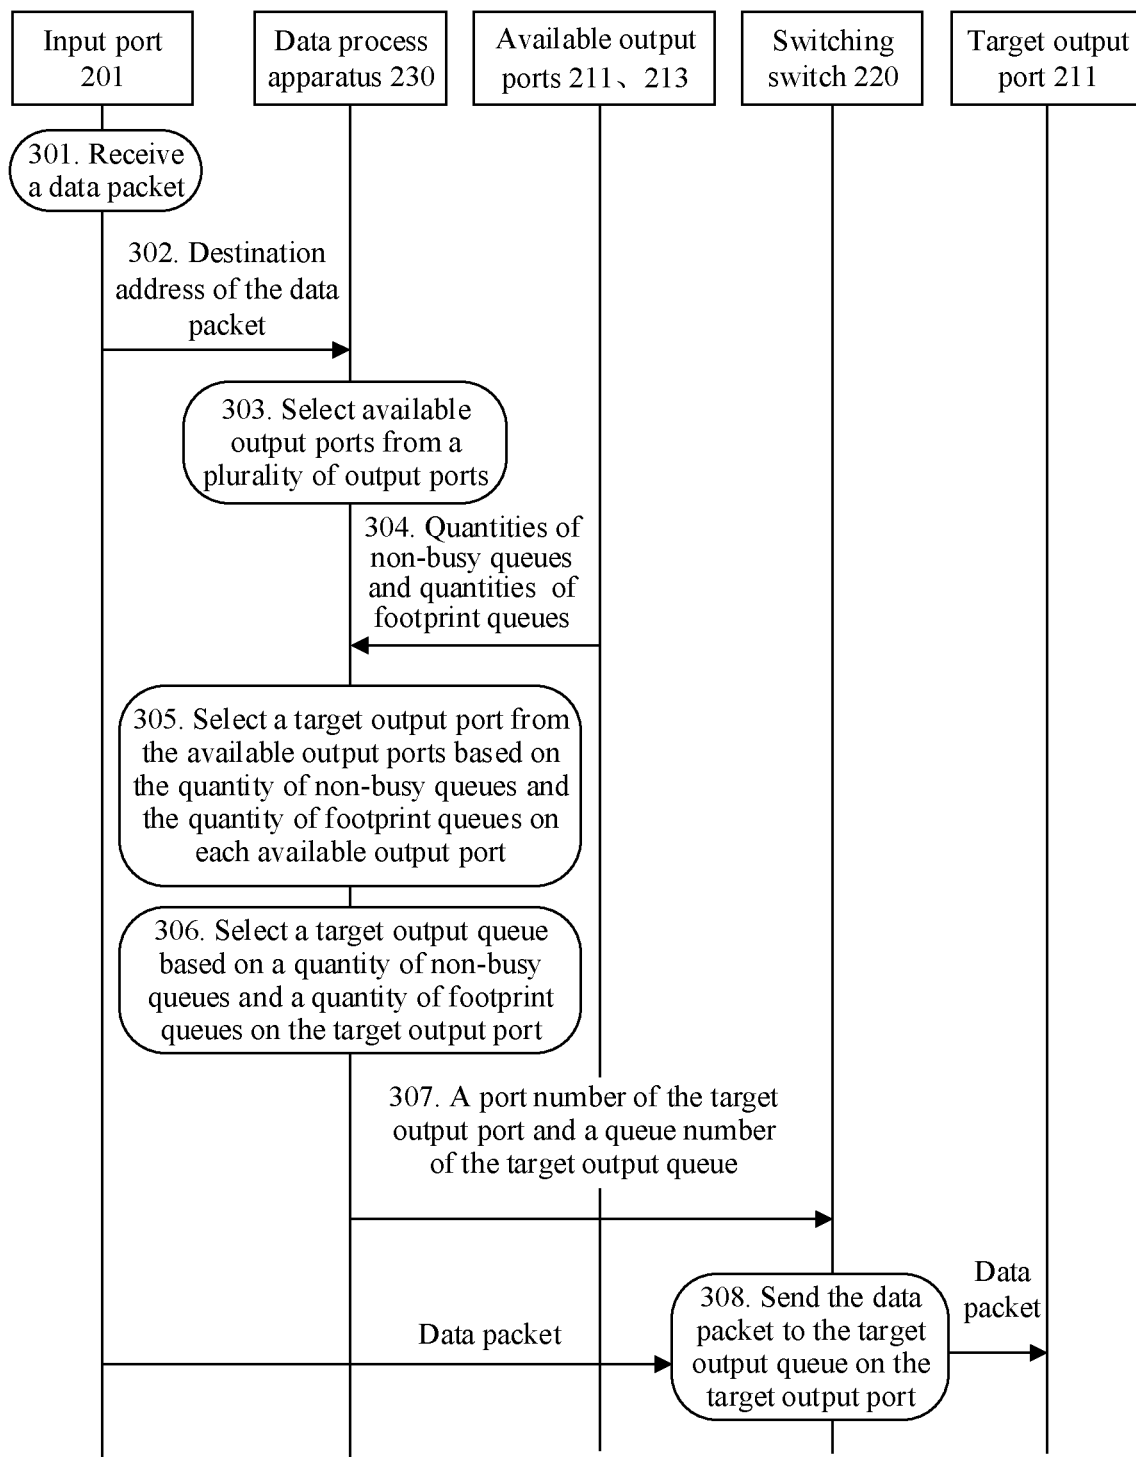 Input port
201
Data process
apparatus 230
Available output
ports 211、213
Switching
switch 220
Target output
port 211
301. Receive
a data packet
302. Destination
address of the data
packet
303. Select available
output ports from a
plurality of output ports
304. Quantities of
non-busy queues
and quantities of
footprint queues
305. Select a target output port from
the available output ports based on
the quantity of non-busy queues and
the quantity of footprint queues on
each available output port
306. Select a target output queue
based on a quantity of non-busy
queues and a quantity of footprint
queues on the target output port
307. A port number of the target
output port and a queue number
of the target output queue
Data packet
308. Send the data
packet to the target
output queue on the
target output port
Data
packet